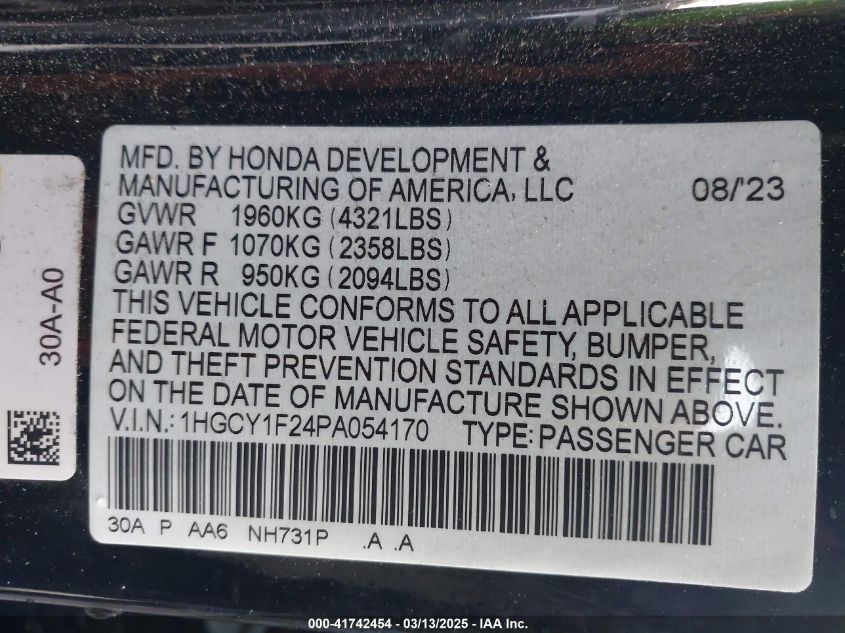 MFD. BY HONDA DEVELOPMENT &
MANUFACTURING OF AMERICA, LLC 08/'23
GVWR 1960KG (4321LBS)
GAWR F 1070KG (2358LBS)
GAWR R 950KG (2094LBS)
THIS VEHICLE CONFORMS TO ALL APPLICABLE
FEDERAL MOTOR VEHICLE SAFETY, BUMPER,
AND THEFT PREVENTION STANDARDS IN EFFECT
ON THE DATE OF MANUFACTURE SHOWN ABOVE.
V.I.N.: 1HGCY1F24PA054170 TYPE: PASSENGER CAR
30A P AA6 NH731P .A .A
30A-A0
000-41742454 - 03/13/2025 - IAA Inc.